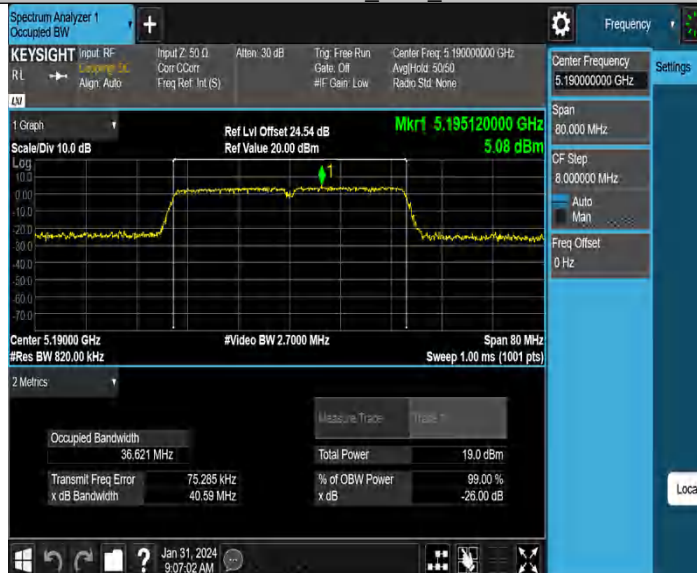 Spectrum Analyzer 1
Occupied BW
Frequency
KEYSIGHT
RL
Input: RF
Coupling: DC
Align: Auto
Input Z: 50 Ω
Corr CCorr
Freq Ref: Int (S)
Atten: 30 dB
Trig: Free Run
Gate: Off
#IF Gain: Low
Center Freq: 5.190000000 GHz
Avg|Hold: 50/50
Radio Std: None
LXI
1 Graph
Scale/Div 10.0 dB
Ref Lvl Offset 24.54 dB
Ref Value 20.00 dBm
Mkr1 5.195120000 GHz
5.08 dBm
Log
10.0
0.00
-10.0
-20.0
-30.0
-40.0
-50.0
-60.0
-70.0
1
Center 5.19000 GHz
#Res BW 820.00 kHz
#Video BW 2.7000 MHz
Span 80 MHz
Sweep 1.00 ms (1001 pts)
2 Metrics
Measure Trace
Trace 1
Occupied Bandwidth
36.621 MHz
Total Power
19.0 dBm
Transmit Freq Error
75.285 kHz
% of OBW Power
99.00 %
x dB Bandwidth
40.59 MHz
x dB
-26.00 dB
Jan 31, 2024
9:07:02 AM
Center Frequency
5.190000000 GHz
Settings
Span
80.000 MHz
CF Step
8.000000 MHz
Auto
Man
Freq Offset
0 Hz
Loca